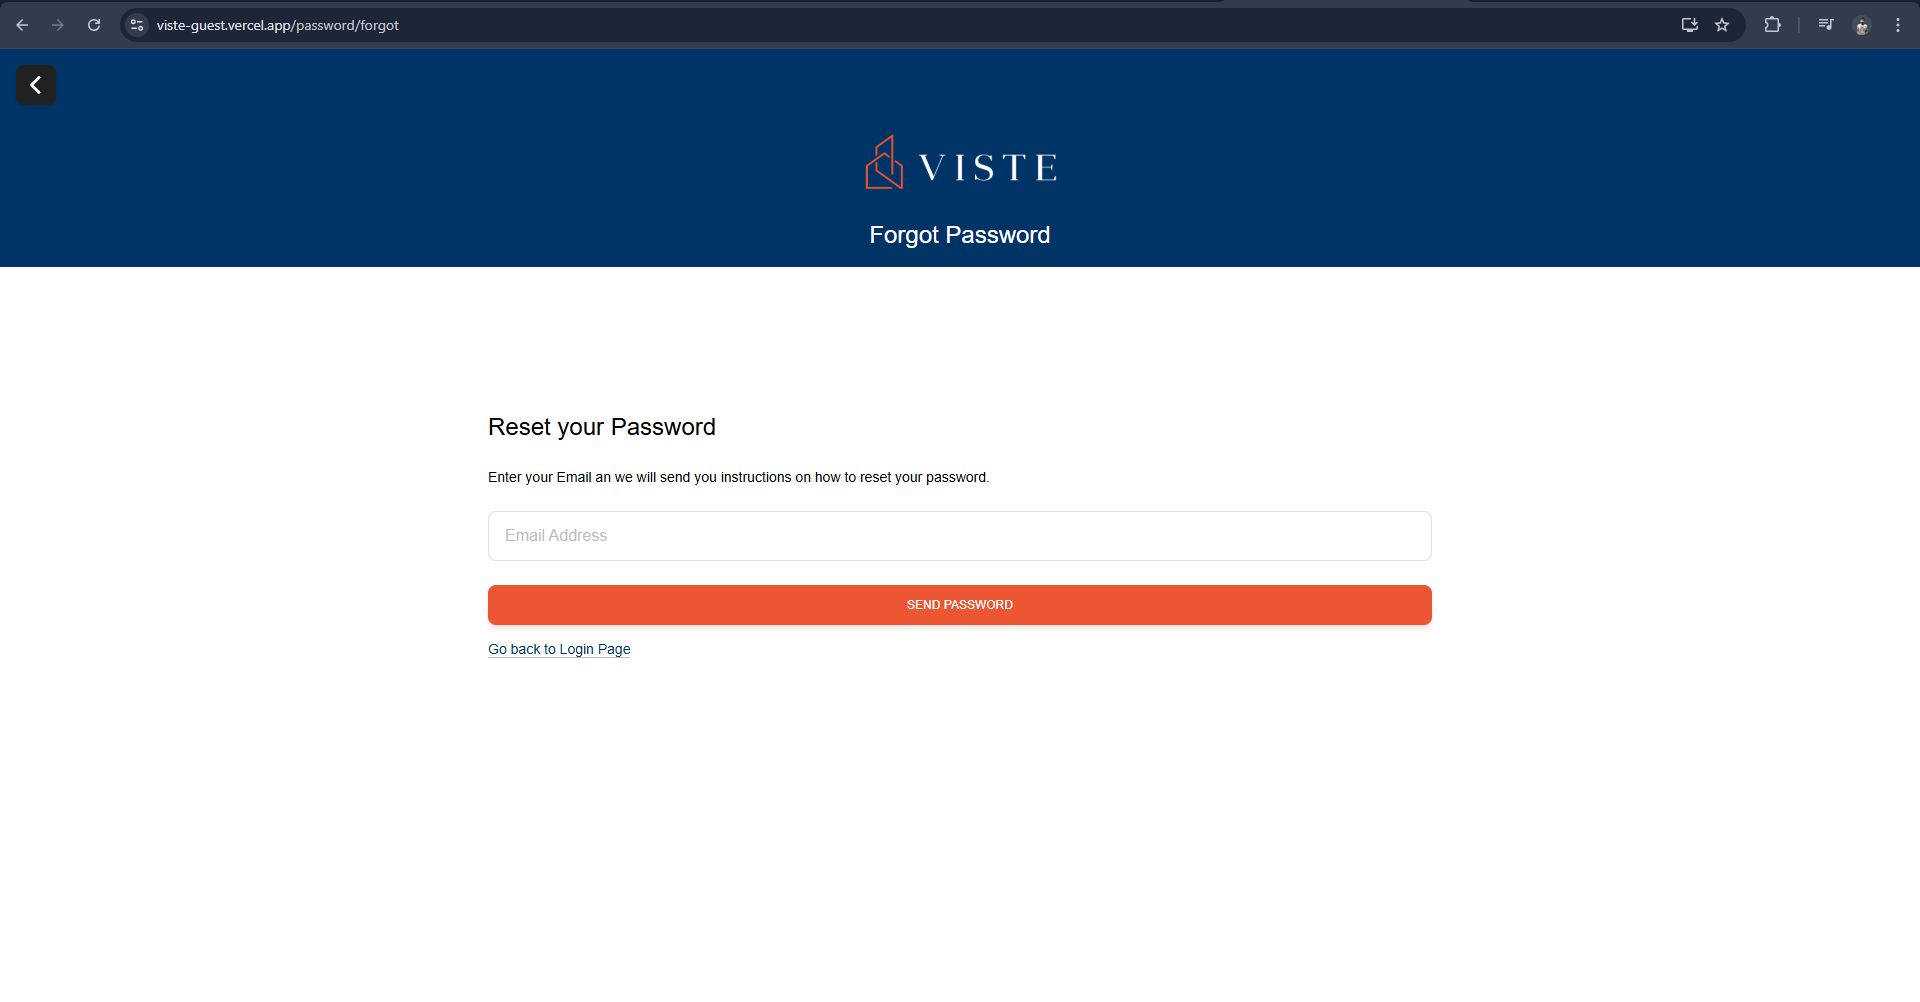 viste-guest.vercel.app/password/forgot
VISTE
Forgot Password
Reset your Password
Enter your Email an we will send you instructions on how to reset your password.
Email Address
SEND PASSWORD
Go back to Login Page